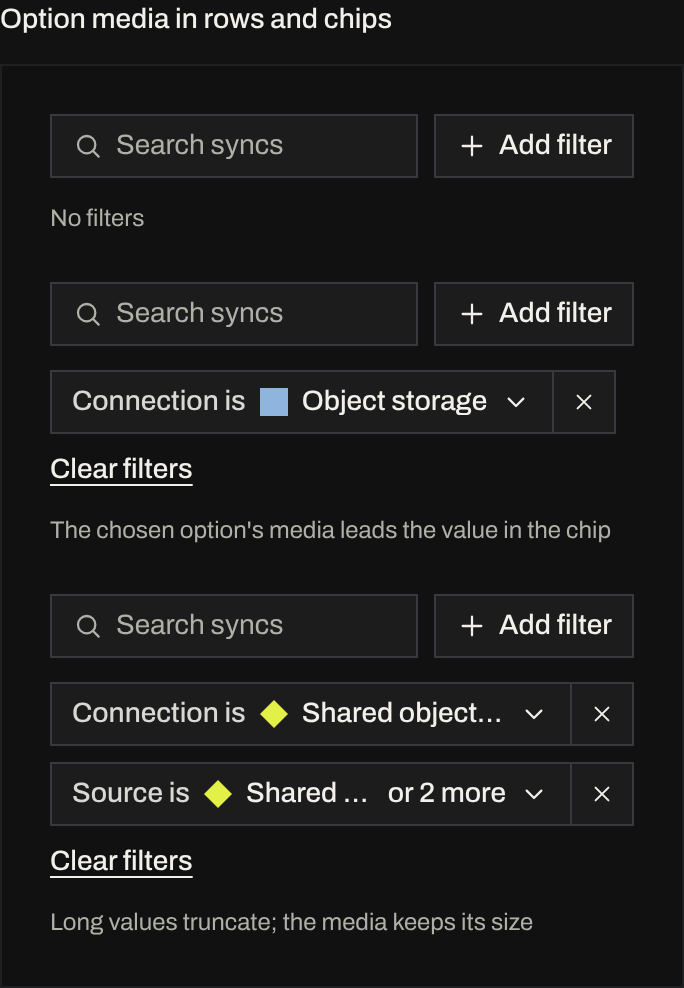 Option media in rows and chips
Search syncs
Add filter
No filters
Search syncs
Add filter
Connection is Object storage
Clear filters
The chosen option's media leads the value in the chip
Search syncs
Add filter
Connection is Shared object...
Source is Shared ... or 2 more
Clear filters
Long values truncate; the media keeps its size